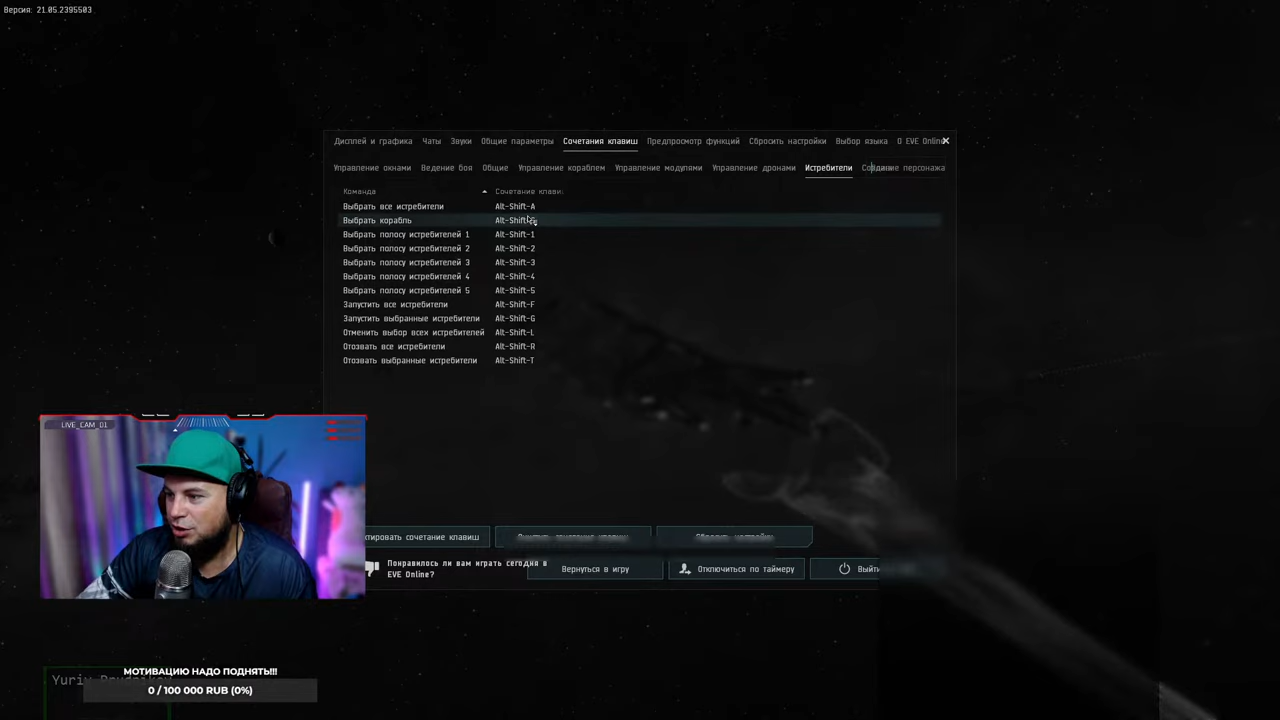 Версия: 21.05.2395503
Дисплей и графика Чаты Звуки Общие параметры Сочетания клавиш Предпросмотр функций Сбросить настройки Выбор языка О EVE Online
Управление окнами Ведение боя Общие Управление кораблем Управление модулями Управление дронами Истребители персонажа
Команда Сочетание клави
Выбрать все истребители Alt-Shift-A
Выбрать корабль Alt-Shift-
Выбрать полосу истребителей 1 Alt-Shift-1
Выбрать полосу истребителей 2 Alt-Shift-2
Выбрать полосу истребителей 3 Alt-Shift-3
Выбрать полосу истребителей 4 Alt-Shift-4
Выбрать полосу истребителей 5 Alt-Shift-5
Запустить все истребители Alt-Shift-F
Запустить выбранные истребители Alt-Shift-G
Отменить выбор всех истребителей Alt-Shift-L
Отозвать все истребители Alt-Shift-R
Отозвать выбранные истребители Alt-Shift-T
LIVE_CAM_01
ктировать сочетание клавиш
Понравилось ли вам играть сегодня в
EVE Online?
Вернуться в игру Отключиться по таймеру Выйти
МОТИВАЦИЮ НАДО ПОДНЯТЬ!!!
0 / 100 000 RUB (0%)